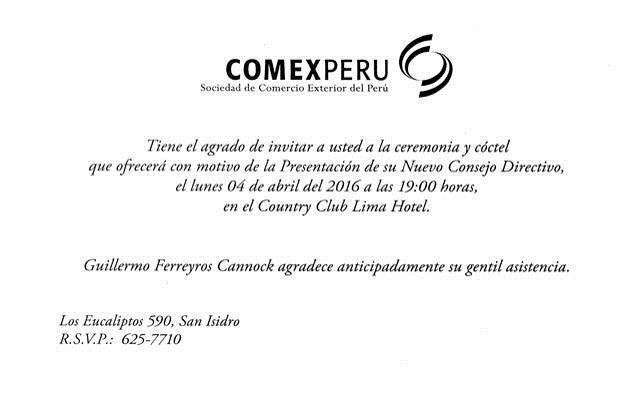 COMEXPERU
Sociedad de Comercio Exterior del Perú
Tiene el agrado de invitar a usted a la ceremonia y cóctel
que ofrecerá con motivo de la Presentación de su Nuevo Consejo Directivo,
el lunes 04 de abril del 2016 a las 19:00 horas,
en el Country Club Lima Hotel.
Guillermo Ferreyros Cannock agradece anticipadamente su gentil asistencia.
Los Eucaliptos 590, San Isidro
R.S.V.P.: 625-7710